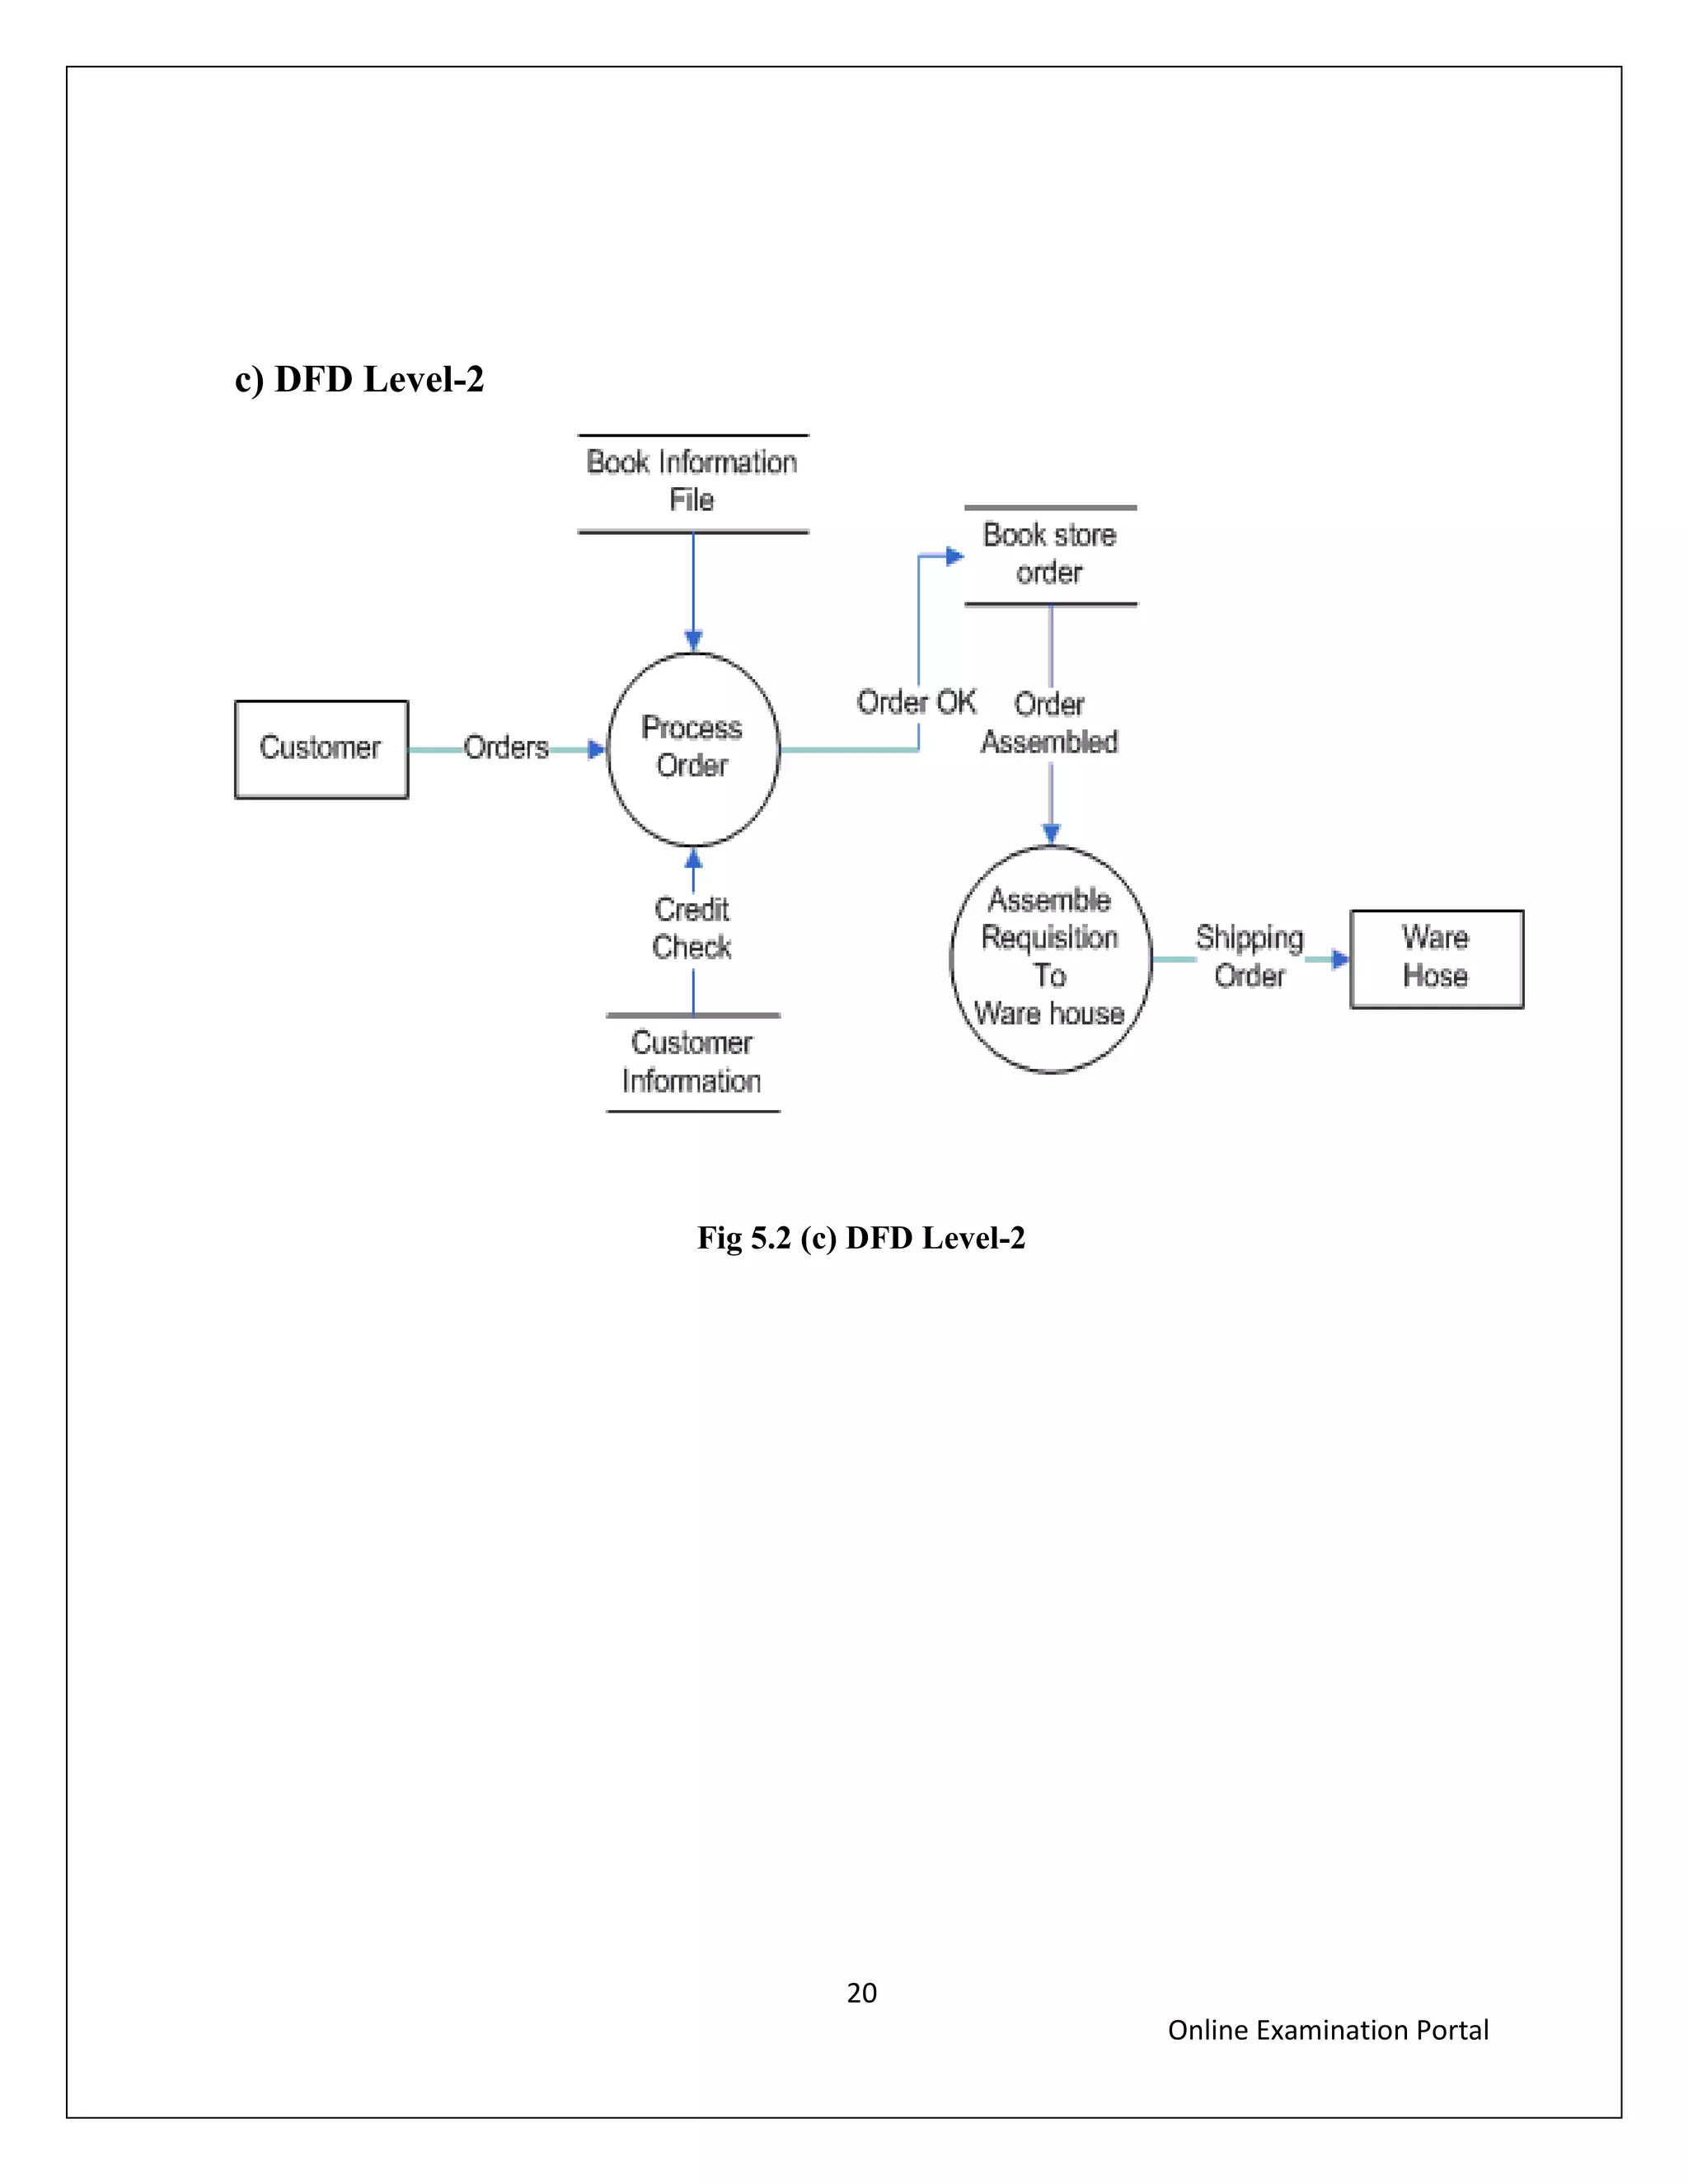 c) DFD Level-2
Book Information
File
Book store
order
Order OK
Order
Assembled
Customer
Orders
Process
Order
Credit
Check
Customer
Information
Assemble
Requisition
To
Ware house
Shipping
Order
Ware
Hose
Fig 5.2 (c) DFD Level-2
20
Online Examination Portal